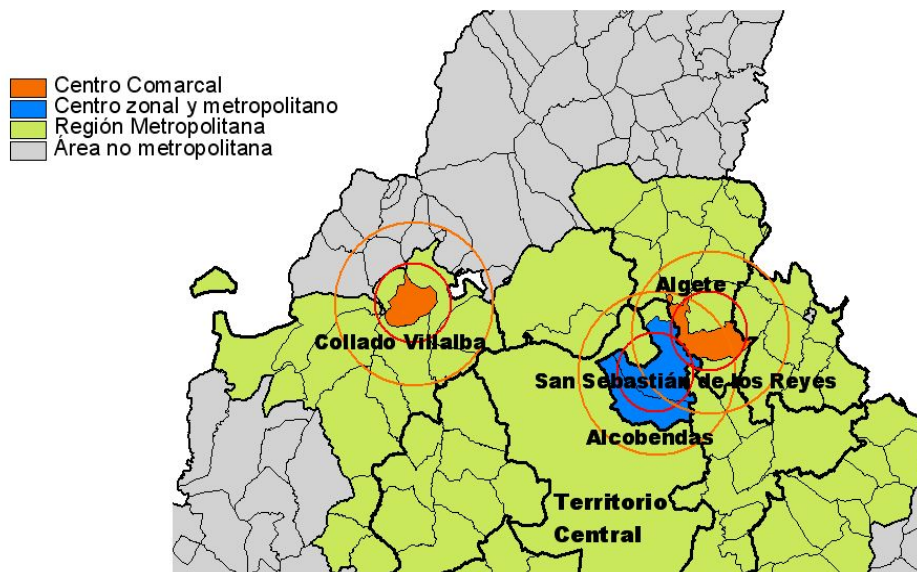 Centro Comarcal
Centro zonal y metropolitano
Región Metropolitana
Área no metropolitana
Algete
Collado Villalba
San Sebastián de los Reyes
Alcobendas
Territorio
Central